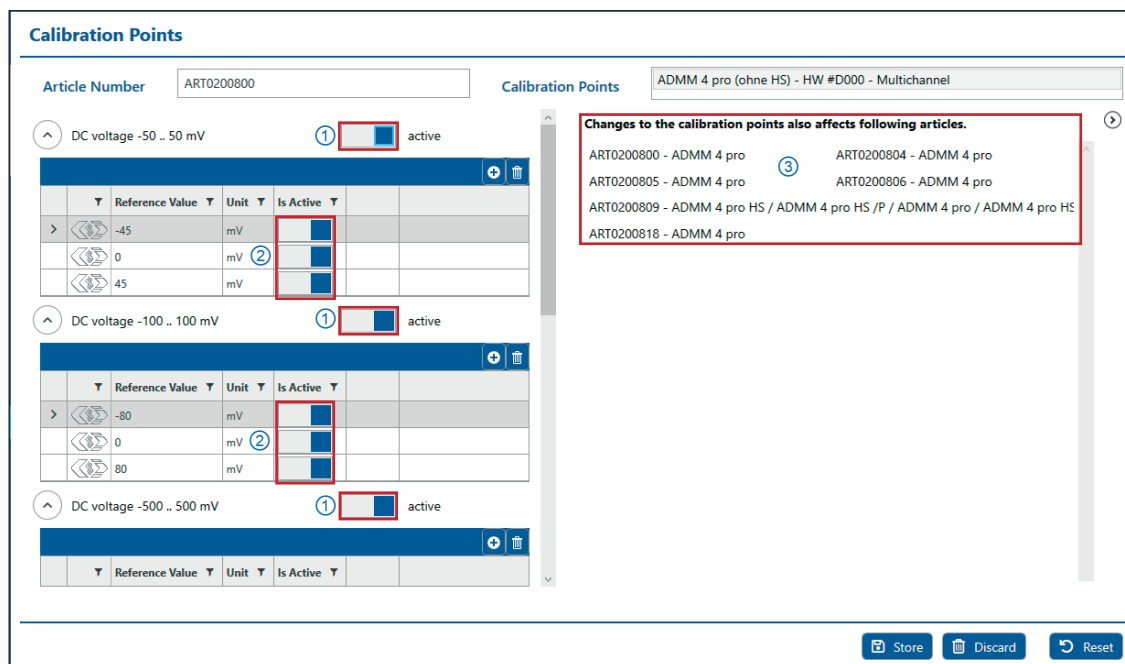 Calibration Points
Article Number ART0200800 Calibration Points ADMM 4 pro (ohne HS) - HW #D000 - Multichannel
DC voltage -50 .. 50 mV ① active
Reference Value Unit Is Active
-45 mV
0 mV ②
45 mV
DC voltage -100 .. 100 mV ① active
Reference Value Unit Is Active
-80 mV
0 mV ②
80 mV
DC voltage -500 .. 500 mV ① active
Reference Value Unit Is Active
Changes to the calibration points also affects following articles.
ART0200800 - ADMM 4 pro ③ ART0200804 - ADMM 4 pro
ART0200805 - ADMM 4 pro ART0200806 - ADMM 4 pro
ART0200809 - ADMM 4 pro HS / ADMM 4 pro HS /P / ADMM 4 pro / ADMM 4 pro HS
ART0200818 - ADMM 4 pro
Store Discard Reset